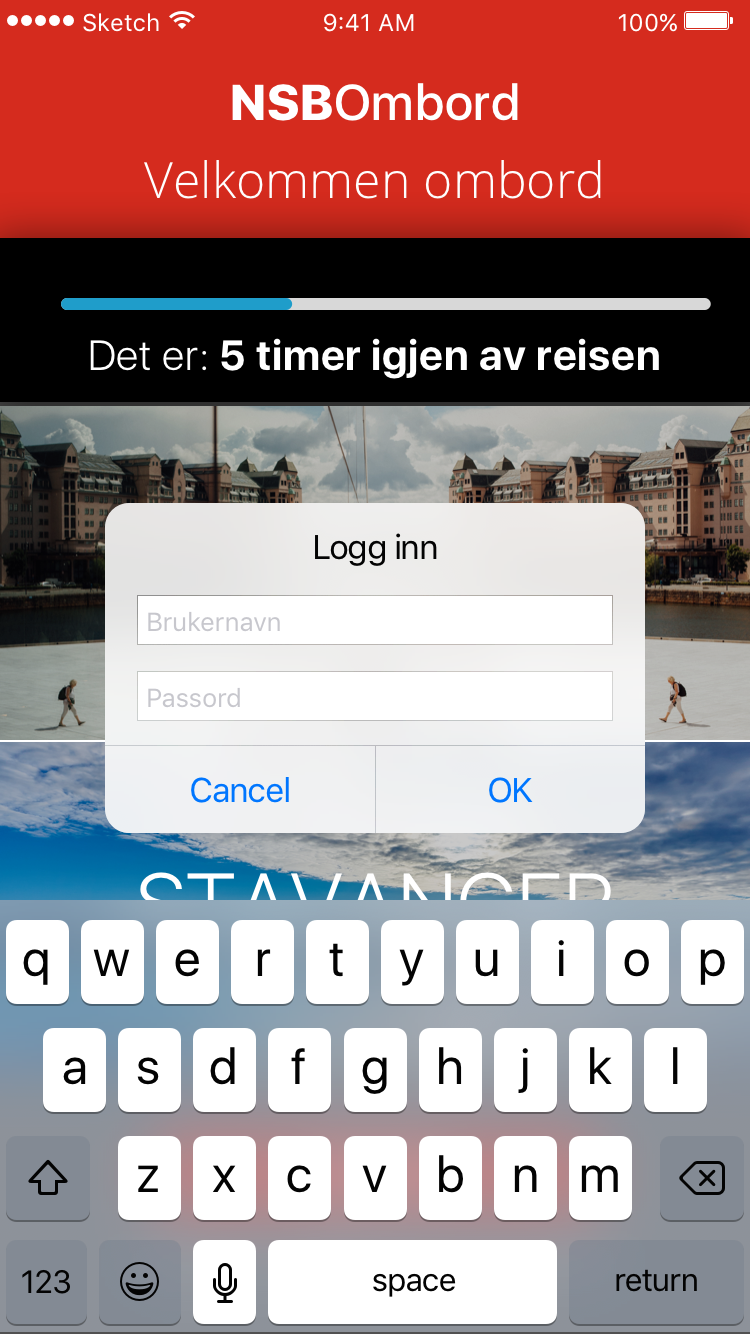 Sketch 9:41 AM 100%
NSBOmbord
Velkommen ombord
Det er: 5 timer igjen av reisen
Logg inn
Brukernavn
Passord
Cancel OK
STAVANGER
q w e r t y u i o p
a s d f g h j k l
z x c v b n m
123 space return